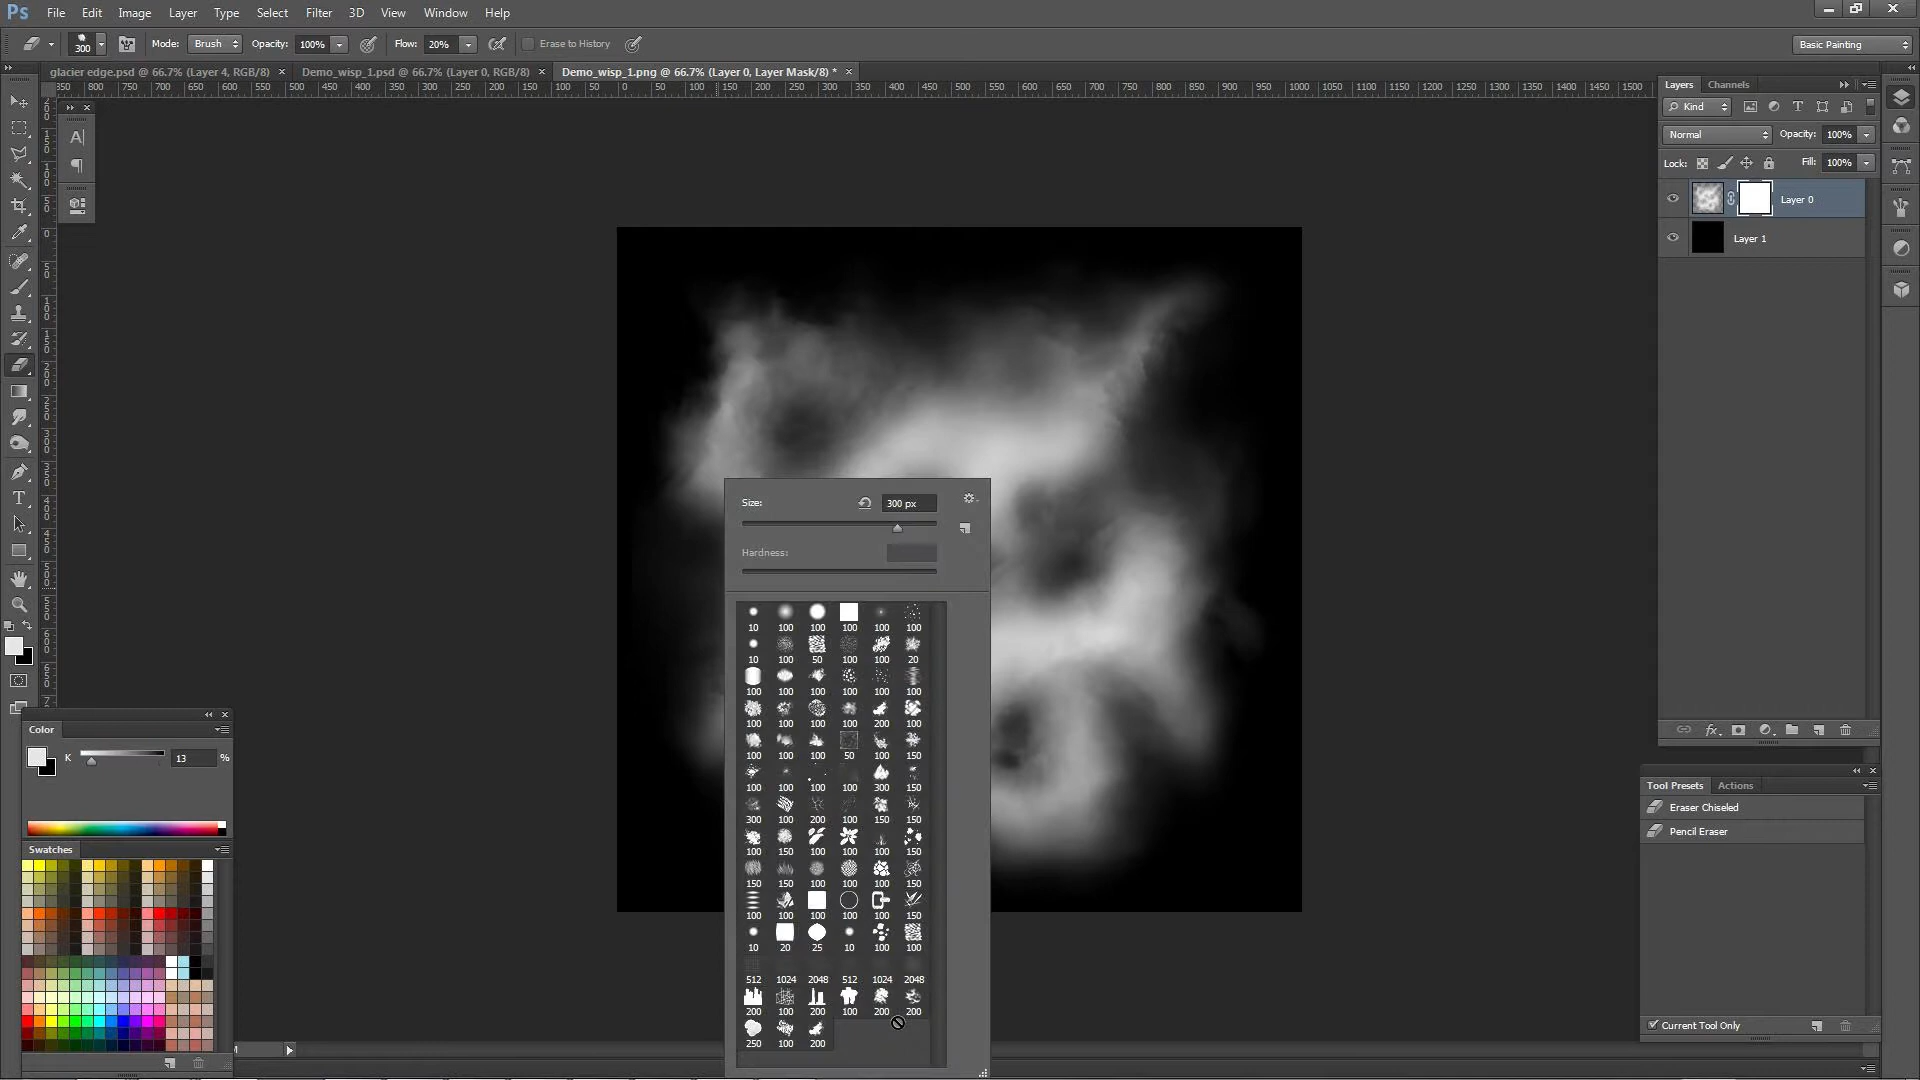 Ps File Edit Image Layer Type Select Filter 3D View Window Help
300 Mode: Brush Opacity: 100% Flow: 20% Erase to History Basic Painting
glacier edge.psd @ 66.7% (Layer 4, RGB/8) × Demo_wisp_1.psd @ 66.7% (Layer 0, RGB/8) × Demo_wisp_1.png @ 66.7% (Layer 0, Layer Mask/8) * ×
850 800 750 700 650 600 550 500 450 400 350 300 250 200 150 100 50 0 50 100 150 200 250 300 350 400 450 500 550 600 650 700 750 800 850 900 950 1000 1050 1100 1150 1200 1250 1300 1350 1400 1450 1500
Layers Channels
Kind
Normal Opacity: 100%
Lock: Fill: 100%
Layer 0
Layer 1
Size: 300 px
Hardness:
10 100 100 100 100 100
10 100 50 100 100 20
100 100 100 100 100 100
100 100 100 100 200 100
100 100 100 50 100 150
100 100 100 100 300 150
300 100 200 100 150 150
100 150 100 100 100 100
150 150 100 100 100 150
100 100 100 100 100 150
10 20 25 10 100 100
512 1024 2048 512 1024 2048
200 100 200 100 200 200
250 100 200
Color
K 13 %
Swatches
Tool Presets Actions
Eraser Chiseled
Pencil Eraser
Current Tool Only